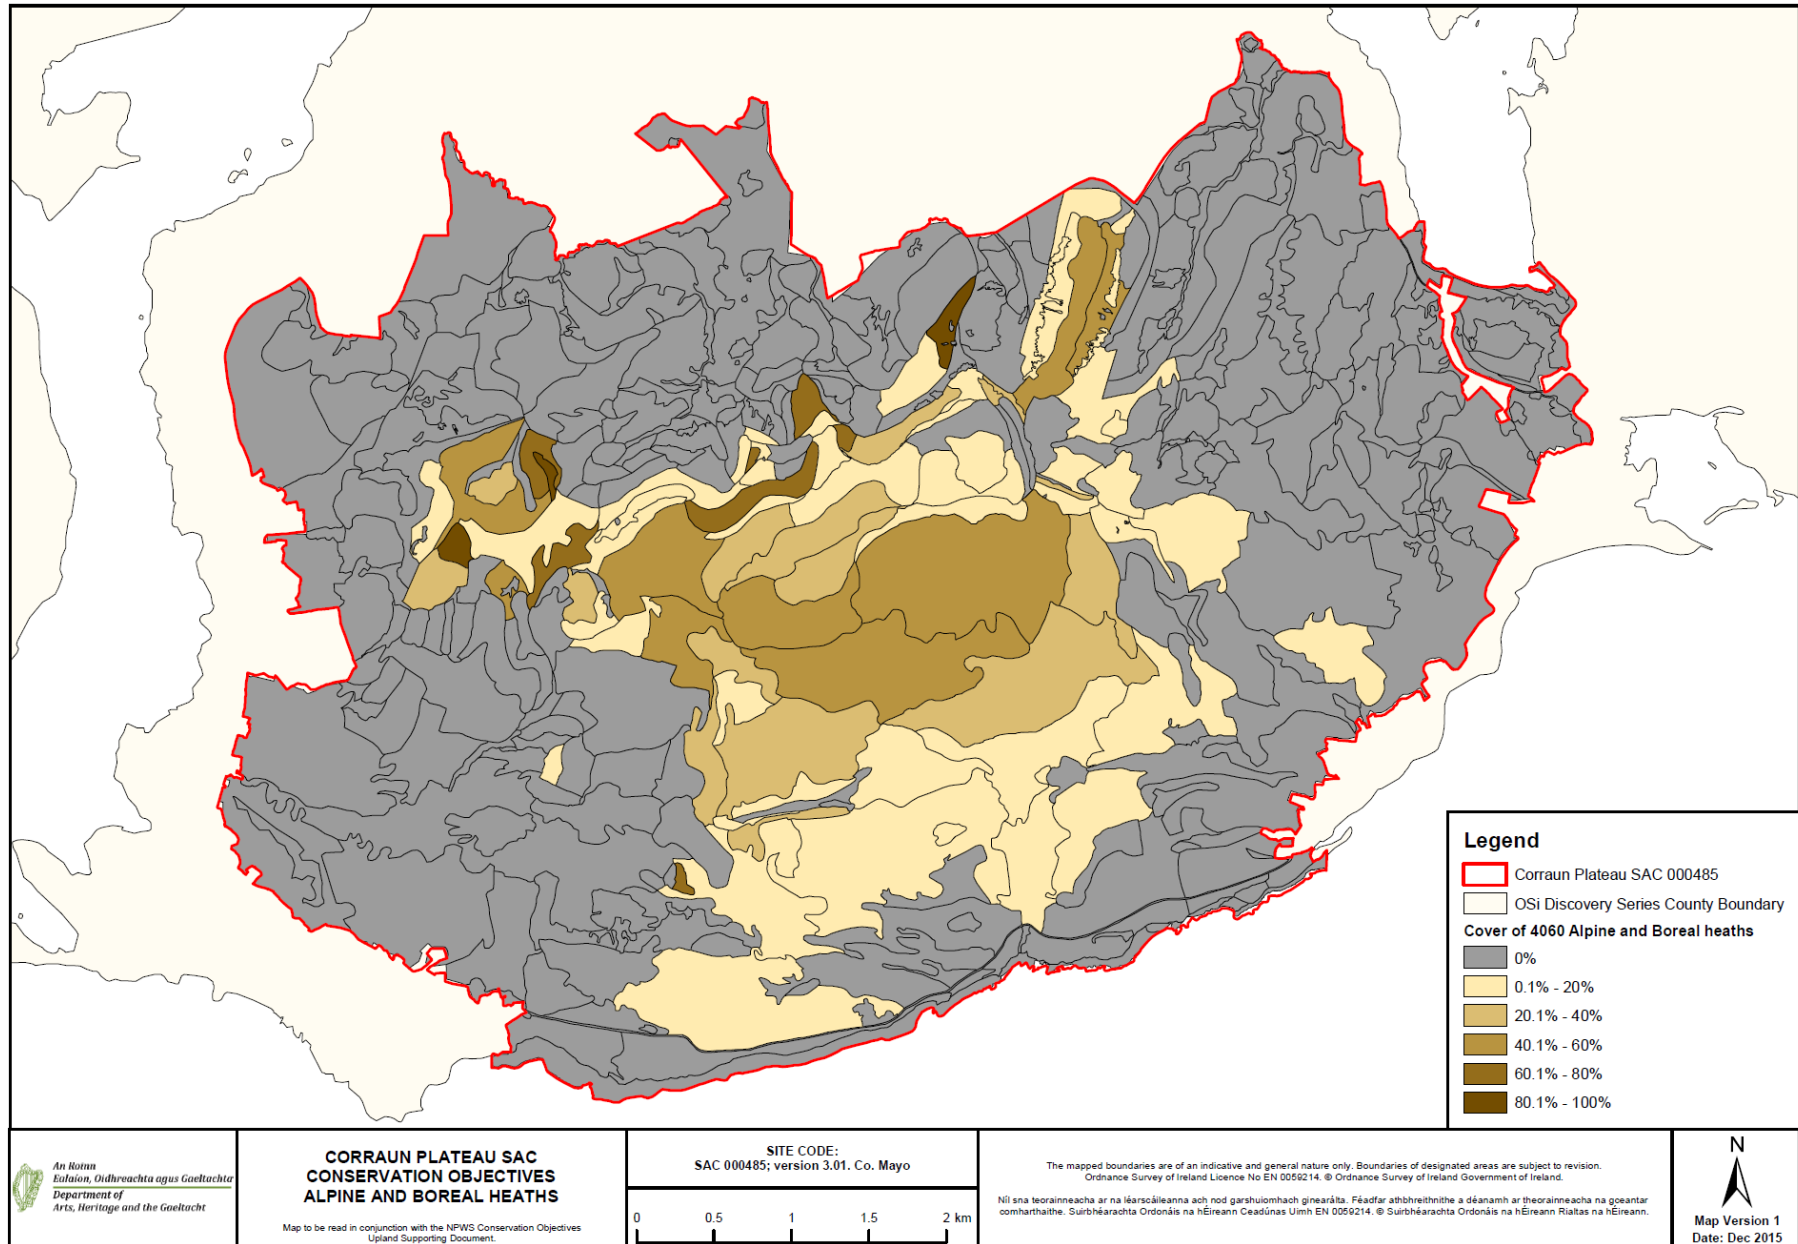 Legend
Corraun Plateau SAC 000485
OSi Discovery Series County Boundary
Cover of 4060 Alpine and Boreal heaths
0%
0.1% - 20%
20.1% - 40%
40.1% - 60%
60.1% - 80%
80.1% - 100%
An Roinn
Ealaíon, Oidhreachta agus Gaeltachta
Department of
Arts, Heritage and the Gaeltacht
CORRAUN PLATEAU SAC
CONSERVATION OBJECTIVES
ALPINE AND BOREAL HEATHS
Map to be read in conjunction with the NPWS Conservation Objectives
Upland Supporting Document.
SITE CODE:
SAC 000485; version 3.01. Co. Mayo
0 0.5 1 1.5 2 km
The mapped boundaries are of an indicative and general nature only. Boundaries of designated areas are subject to revision.
Ordnance Survey of Ireland Licence No EN 0059214. © Ordnance Survey of Ireland Government of Ireland.
Níl sna teorainneacha ar na léarscáileanna ach nod garshuiomhach ginearálta. Féadfar athbhreithnithe a déanamh ar theorainneacha na gceantar
comharthaithe. Suirbhéarachta Ordonáis na hÉireann Ceadúnas Uimh EN 0059214. © Suirbhéarachta Ordonáis na hÉireann Rialtas na hÉireann.
N
Map Version 1
Date: Dec 2015